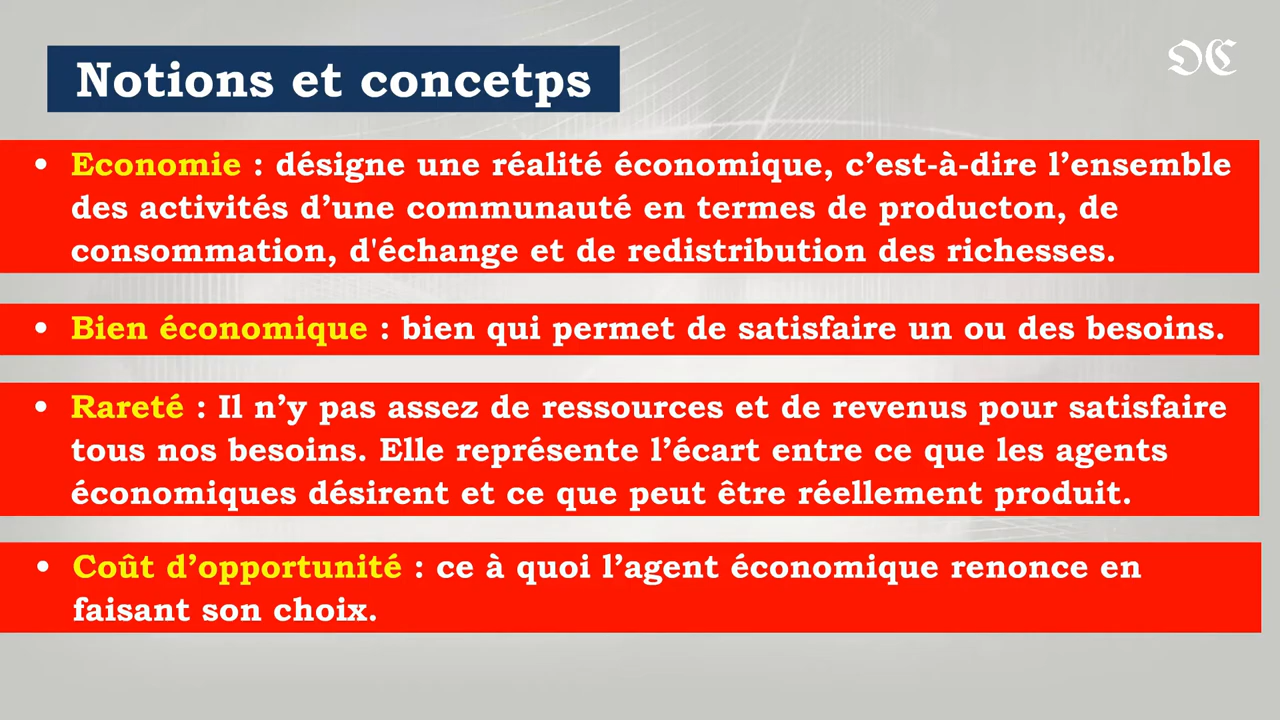 Notions et concetps
DC
• Economie : désigne une réalité économique, c’est-à-dire l’ensemble
des activités d’une communauté en termes de producton, de
consommation, d'échange et de redistribution des richesses.
• Bien économique : bien qui permet de satisfaire un ou des besoins.
• Rareté : Il n’y pas assez de ressources et de revenus pour satisfaire
tous nos besoins. Elle représente l’écart entre ce que les agents
économiques désirent et ce que peut être réellement produit.
• Coût d’opportunité : ce à quoi l’agent économique renonce en
faisant son choix.